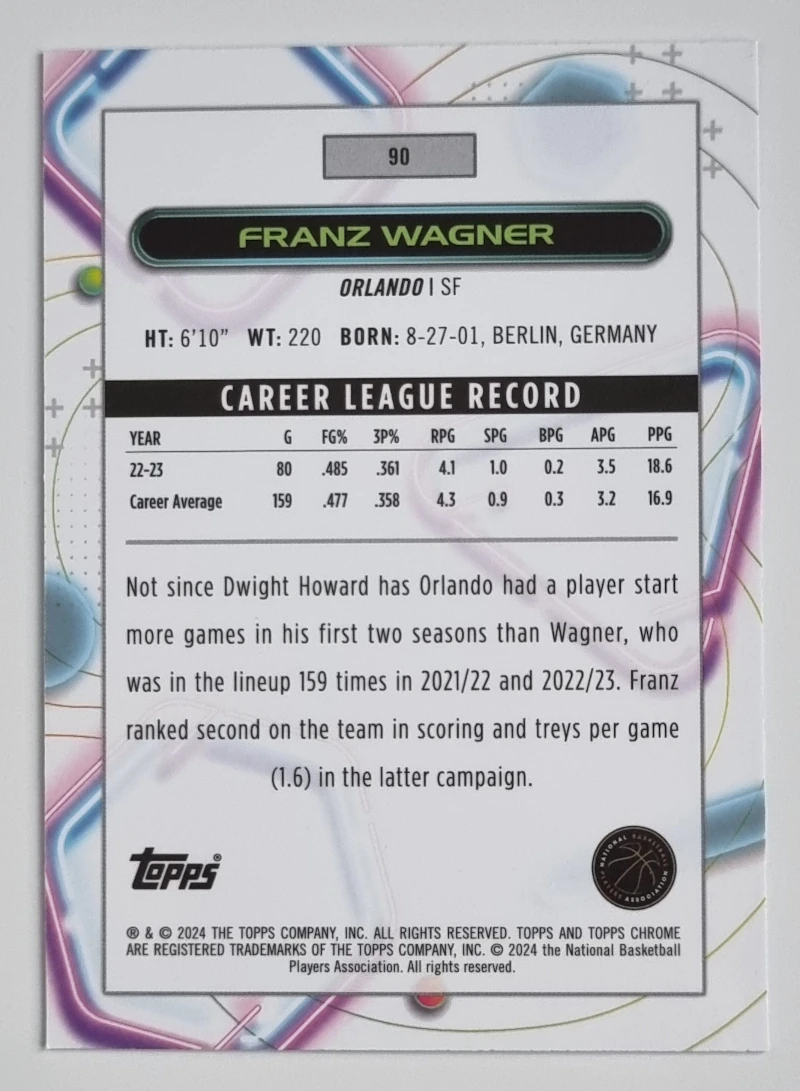 90
FRANZ WAGNER
ORLANDO | SF
HT: 6'10" WT: 220 BORN: 8-27-01, BERLIN, GERMANY
CAREER LEAGUE RECORD
YEAR G FG% 3P% RPG SPG BPG APG PPG
22-23 80 .485 .361 4.1 1.0 0.2 3.5 18.6
Career Average 159 .477 .358 4.3 0.9 0.3 3.2 16.9
Not since Dwight Howard has Orlando had a player start
more games in his first two seasons than Wagner, who
was in the lineup 159 times in 2021/22 and 2022/23. Franz
ranked second on the team in scoring and treys per game
(1.6) in the latter campaign.
Topps®
NATIONAL BASKETBALL
PLAYERS ASSOCIATION
® & © 2024 THE TOPPS COMPANY, INC. ALL RIGHTS RESERVED. TOPPS AND TOPPS CHROME
ARE REGISTERED TRADEMARKS OF THE TOPPS COMPANY, INC. © 2024 the National Basketball
Players Association. All rights reserved.